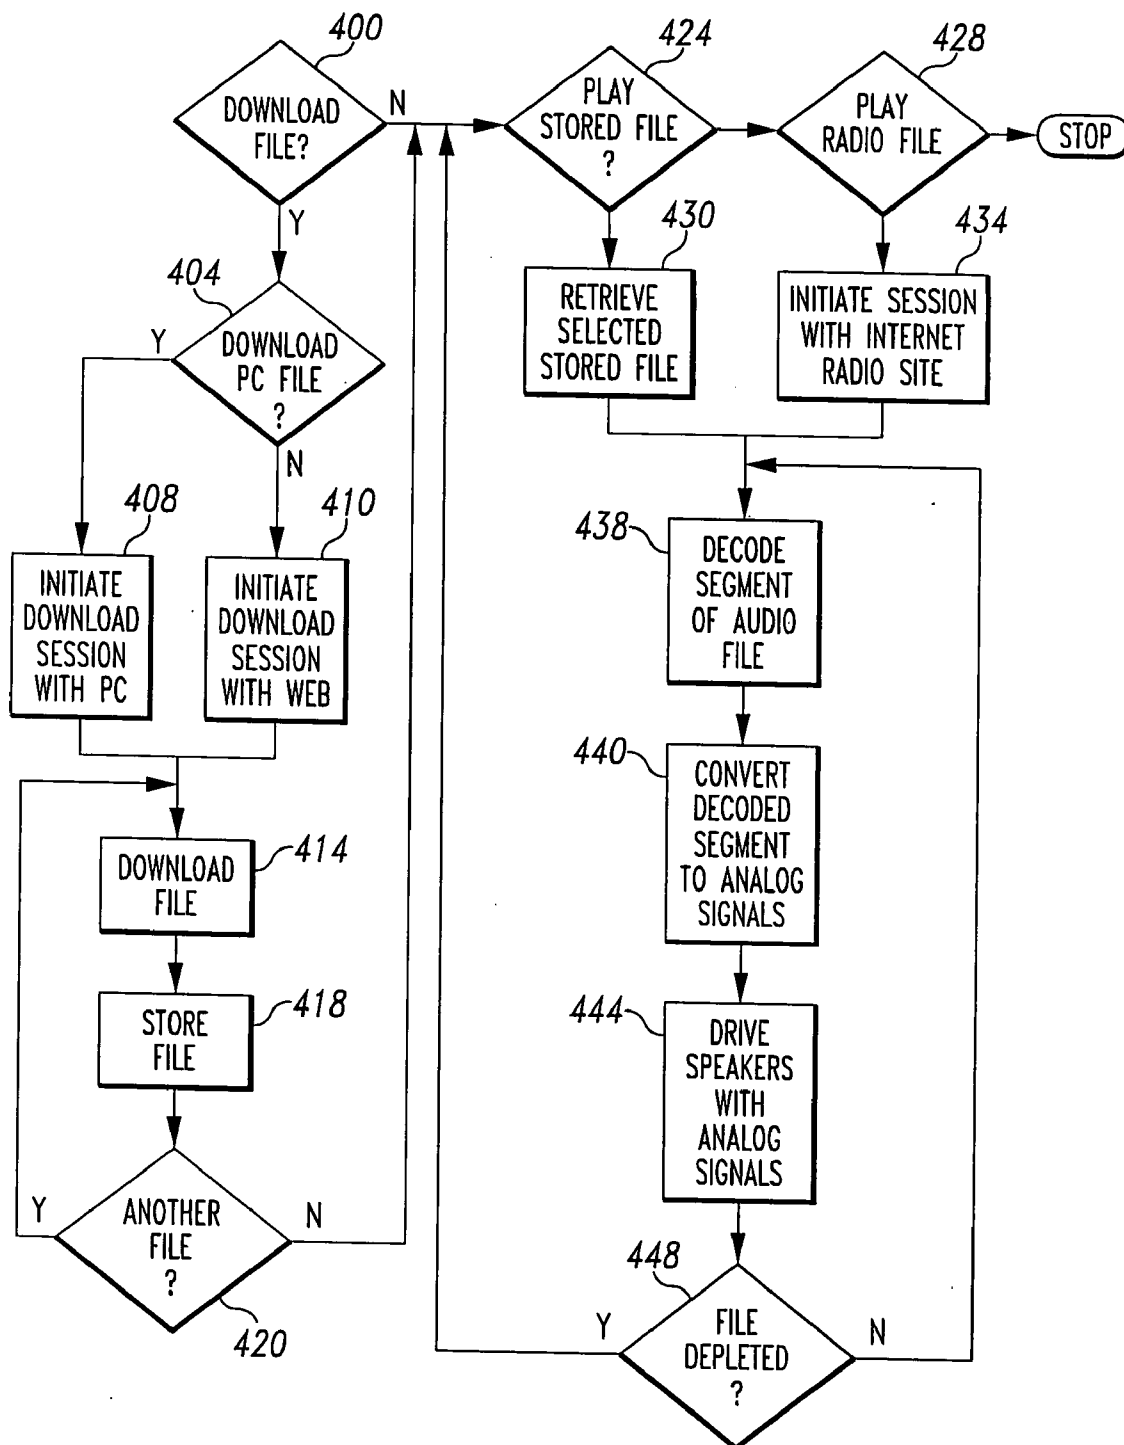 400
DOWNLOAD
FILE?
N
Y
424
PLAY
STORED FILE
?
428
PLAY
RADIO FILE
STOP
404
DOWNLOAD
PC FILE
?
Y
N
430
RETRIEVE
SELECTED
STORED FILE
434
INITIATE SESSION
WITH INTERNET
RADIO SITE
408
INITIATE
DOWNLOAD
SESSION
WITH PC
410
INITIATE
DOWNLOAD
SESSION
WITH WEB
414
DOWNLOAD
FILE
418
STORE
FILE
Y
ANOTHER
FILE
?
N
420
438
DECODE
SEGMENT
OF AUDIO
FILE
440
CONVERT
DECODED
SEGMENT
TO ANALOG
SIGNALS
444
DRIVE
SPEAKERS
WITH
ANALOG
SIGNALS
448
Y
FILE
DEPLETED
?
N